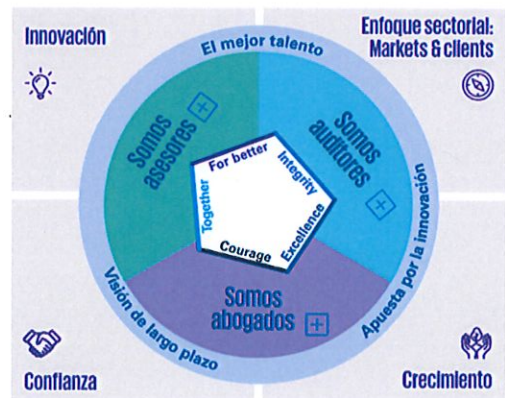 Innovación
Enfoque sectorial:
Markets & clients
El mejor talento
Somos
asesores
Somos
auditores
For better
Integrity
Together
Excellence
Courage
Somos
abogados
Visión de largo plazo
Apuesta por la innovación
Confianza
Crecimiento